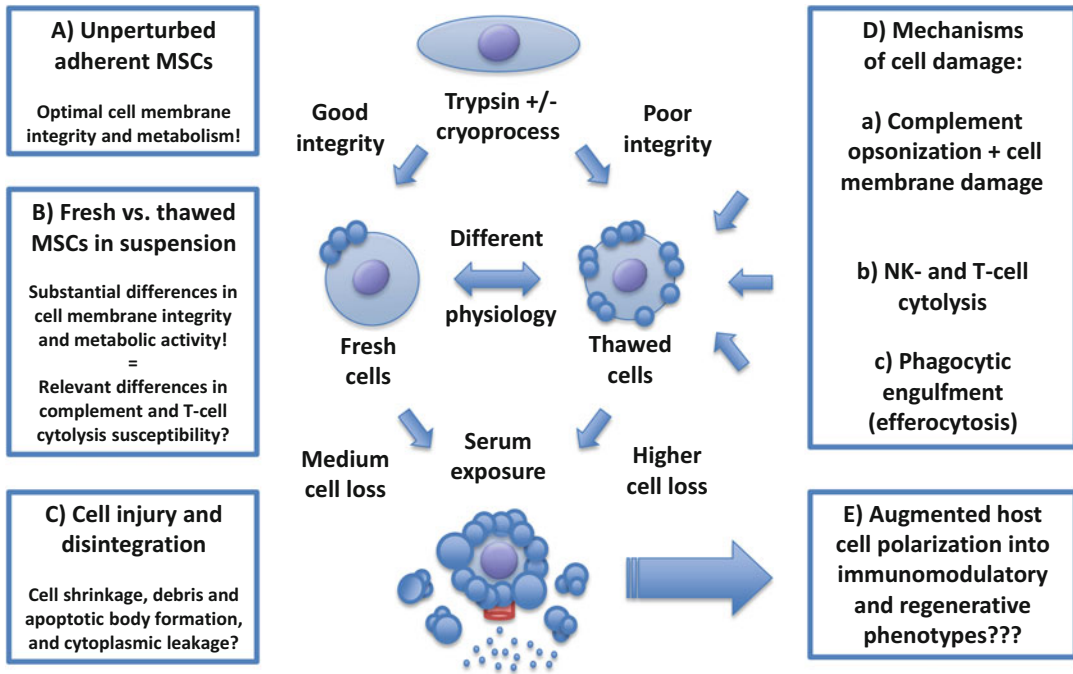 A) Unperturbed
adherent MSCs
Optimal cell membrane
integrity and metabolism!
B) Fresh vs. thawed
MSCs in suspension
Substantial differences in
cell membrane integrity
and metabolic activity!
=
Relevant differences in
complement and T-cell
cytolysis susceptibility?
C) Cell injury and
disintegration
Cell shrinkage, debris and
apoptotic body formation,
and cytoplasmic leakage?
Trypsin +/-
cryoprocess
Good
integrity
Poor
integrity
Different
physiology
Fresh
cells
Thawed
cells
Serum
exposure
Medium
cell loss
Higher
cell loss
D) Mechanisms
of cell damage:
a) Complement
opsonization + cell
membrane damage
b) NK- and T-cell
cytolysis
c) Phagocytic
engulfment
(efferocytosis)
E) Augmented host
cell polarization into
immunomodulatory
and regenerative
phenotypes???